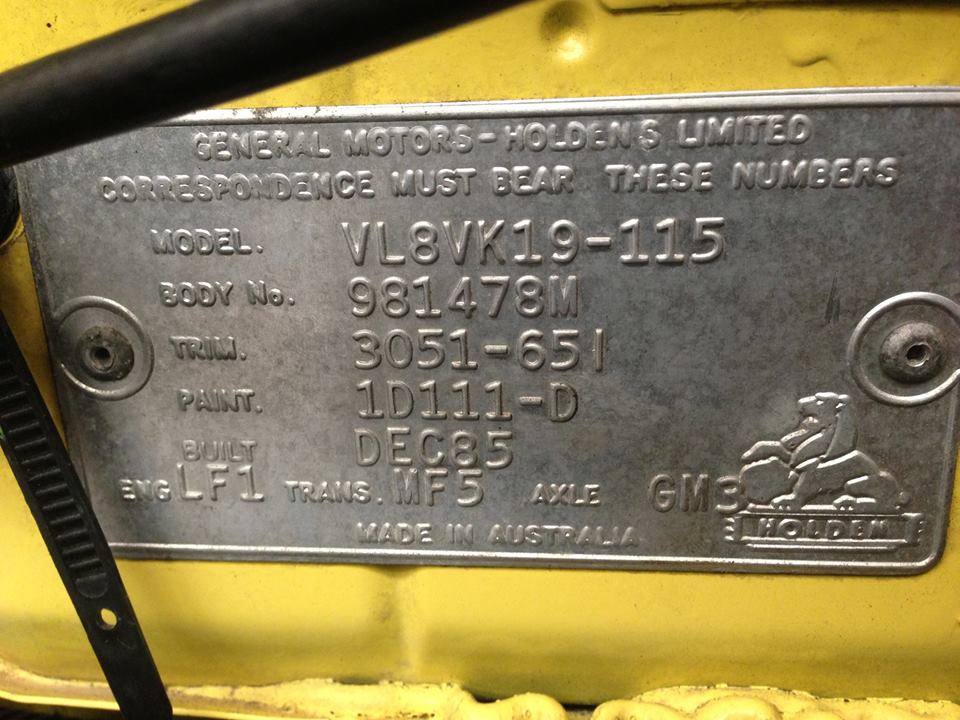 GENERAL MOTORS-HOLDEN'S LIMITED
CORRESPONDENCE MUST BEAR THESE NUMBERS
MODEL. VL8VK19-115
BODY No. 981478M
TRIM. 3051-65I
PAINT. 1D111-D
BUILT DEC85
ENG LF1 TRANS. MF5 AXLE GM3
HOLDEN
MADE IN AUSTRALIA